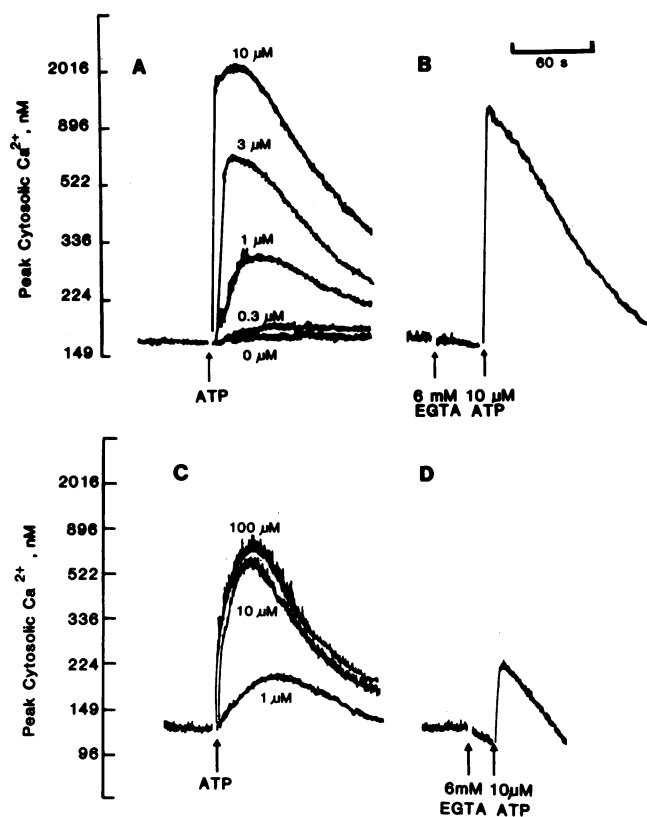 Peak Cytosolic Ca2+, nM
2016
896
522
336
224
149
A
10 μM
3 μM
1 μM
0.3 μM
0 μM
ATP
B
60 s
6 mM 10 μM
EGTA ATP
Peak Cytosolic Ca 2+ , nM
2016
896
522
336
224
149
96
C
100 μM
10 μM
1 μM
ATP
D
6mM 10μM
EGTA ATP